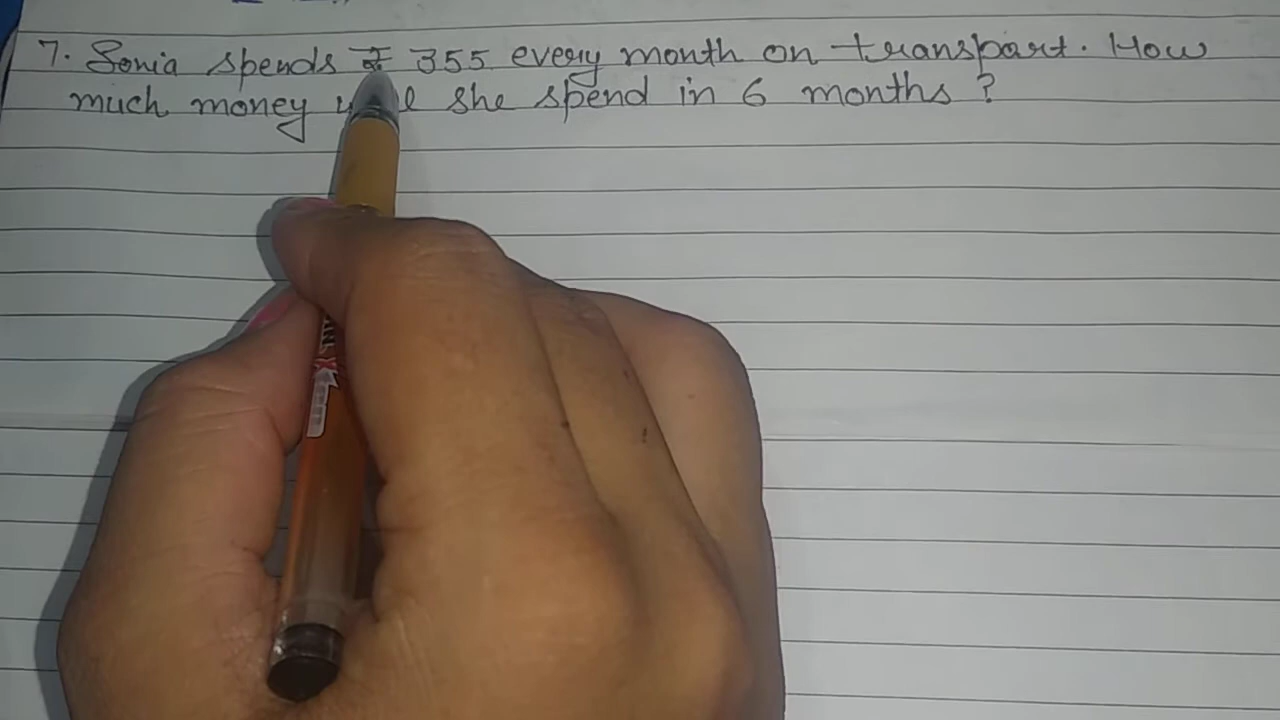 7. Sonia spends ₹ 355 every month on transport. How
much money she spend in 6 months ?